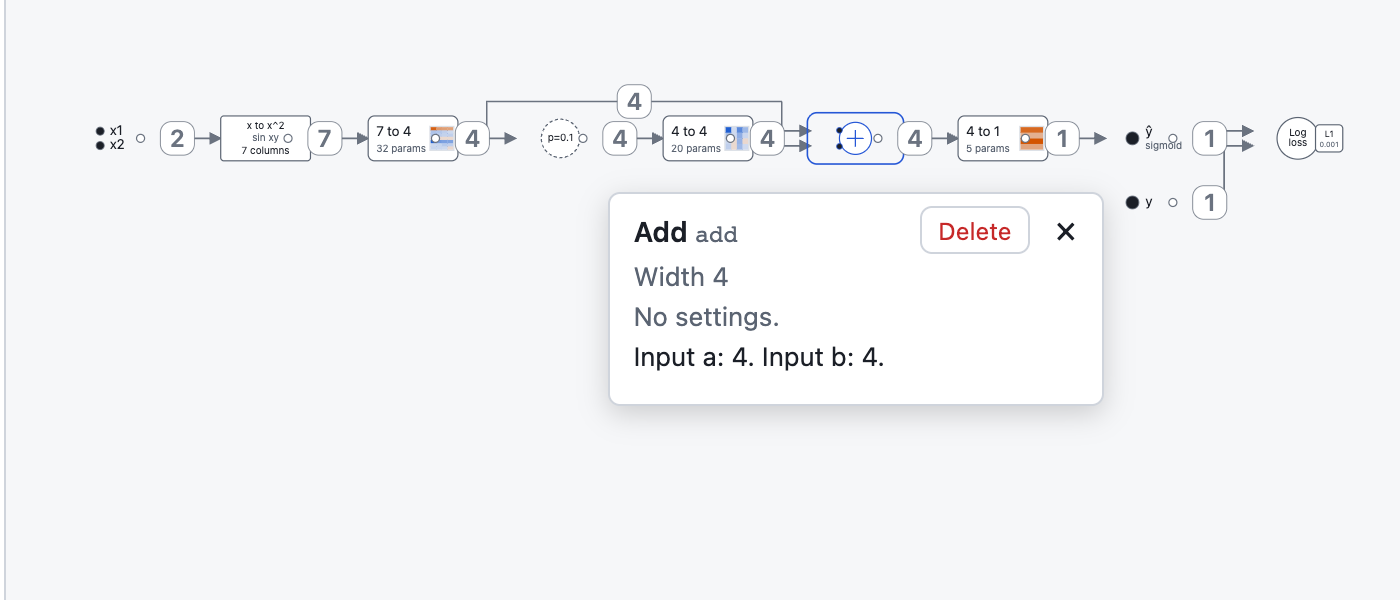 4
x1
x2
2
x to x^2
sin xy
7 columns
7
7 to 4
32 params
4
p=0.1
4
4 to 4
20 params
4
4
4 to 1
5 params
1
ŷ
sigmoid
1
Log
loss
L1
0.001
y
1
Add add
Delete
Width 4
No settings.
Input a: 4. Input b: 4.